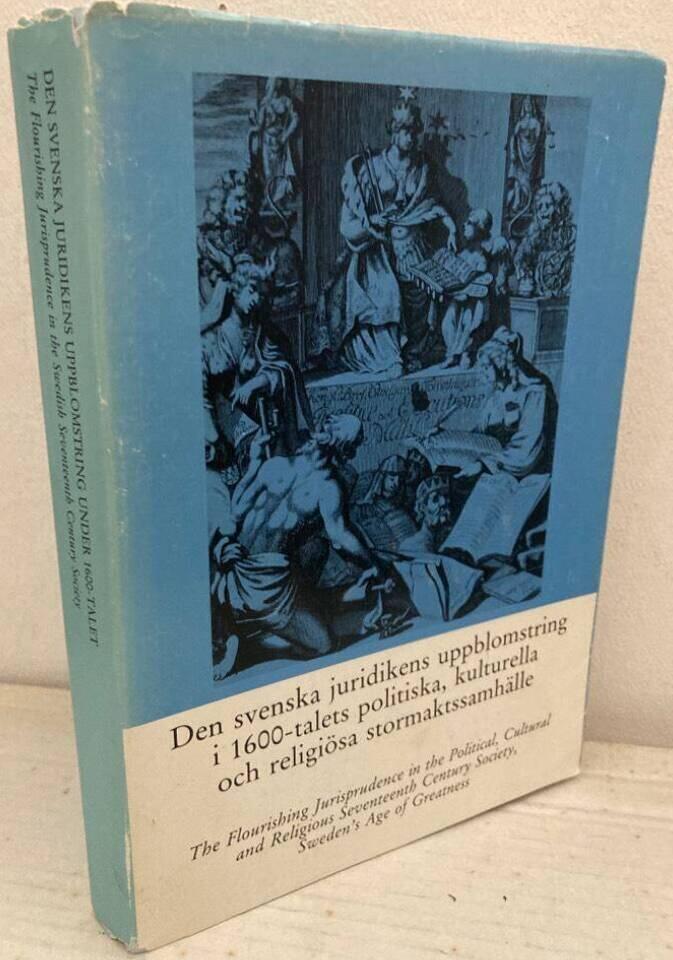 DEN SVENSKA JURIDIKENS UPPBLOMSTRING UNDER 1600-TALET
The Flourishing Jurisprudence in the Swedish Seventeenth Century Society
Den svenska juridikens uppblomstring
i 1600-talets politiska, kulturella
och religiösa stormaktssamhälle
The Flourishing Jurisprudence in the Political, Cultural
and Religious Seventeenth Century Society,
Sweden's Age of Greatness